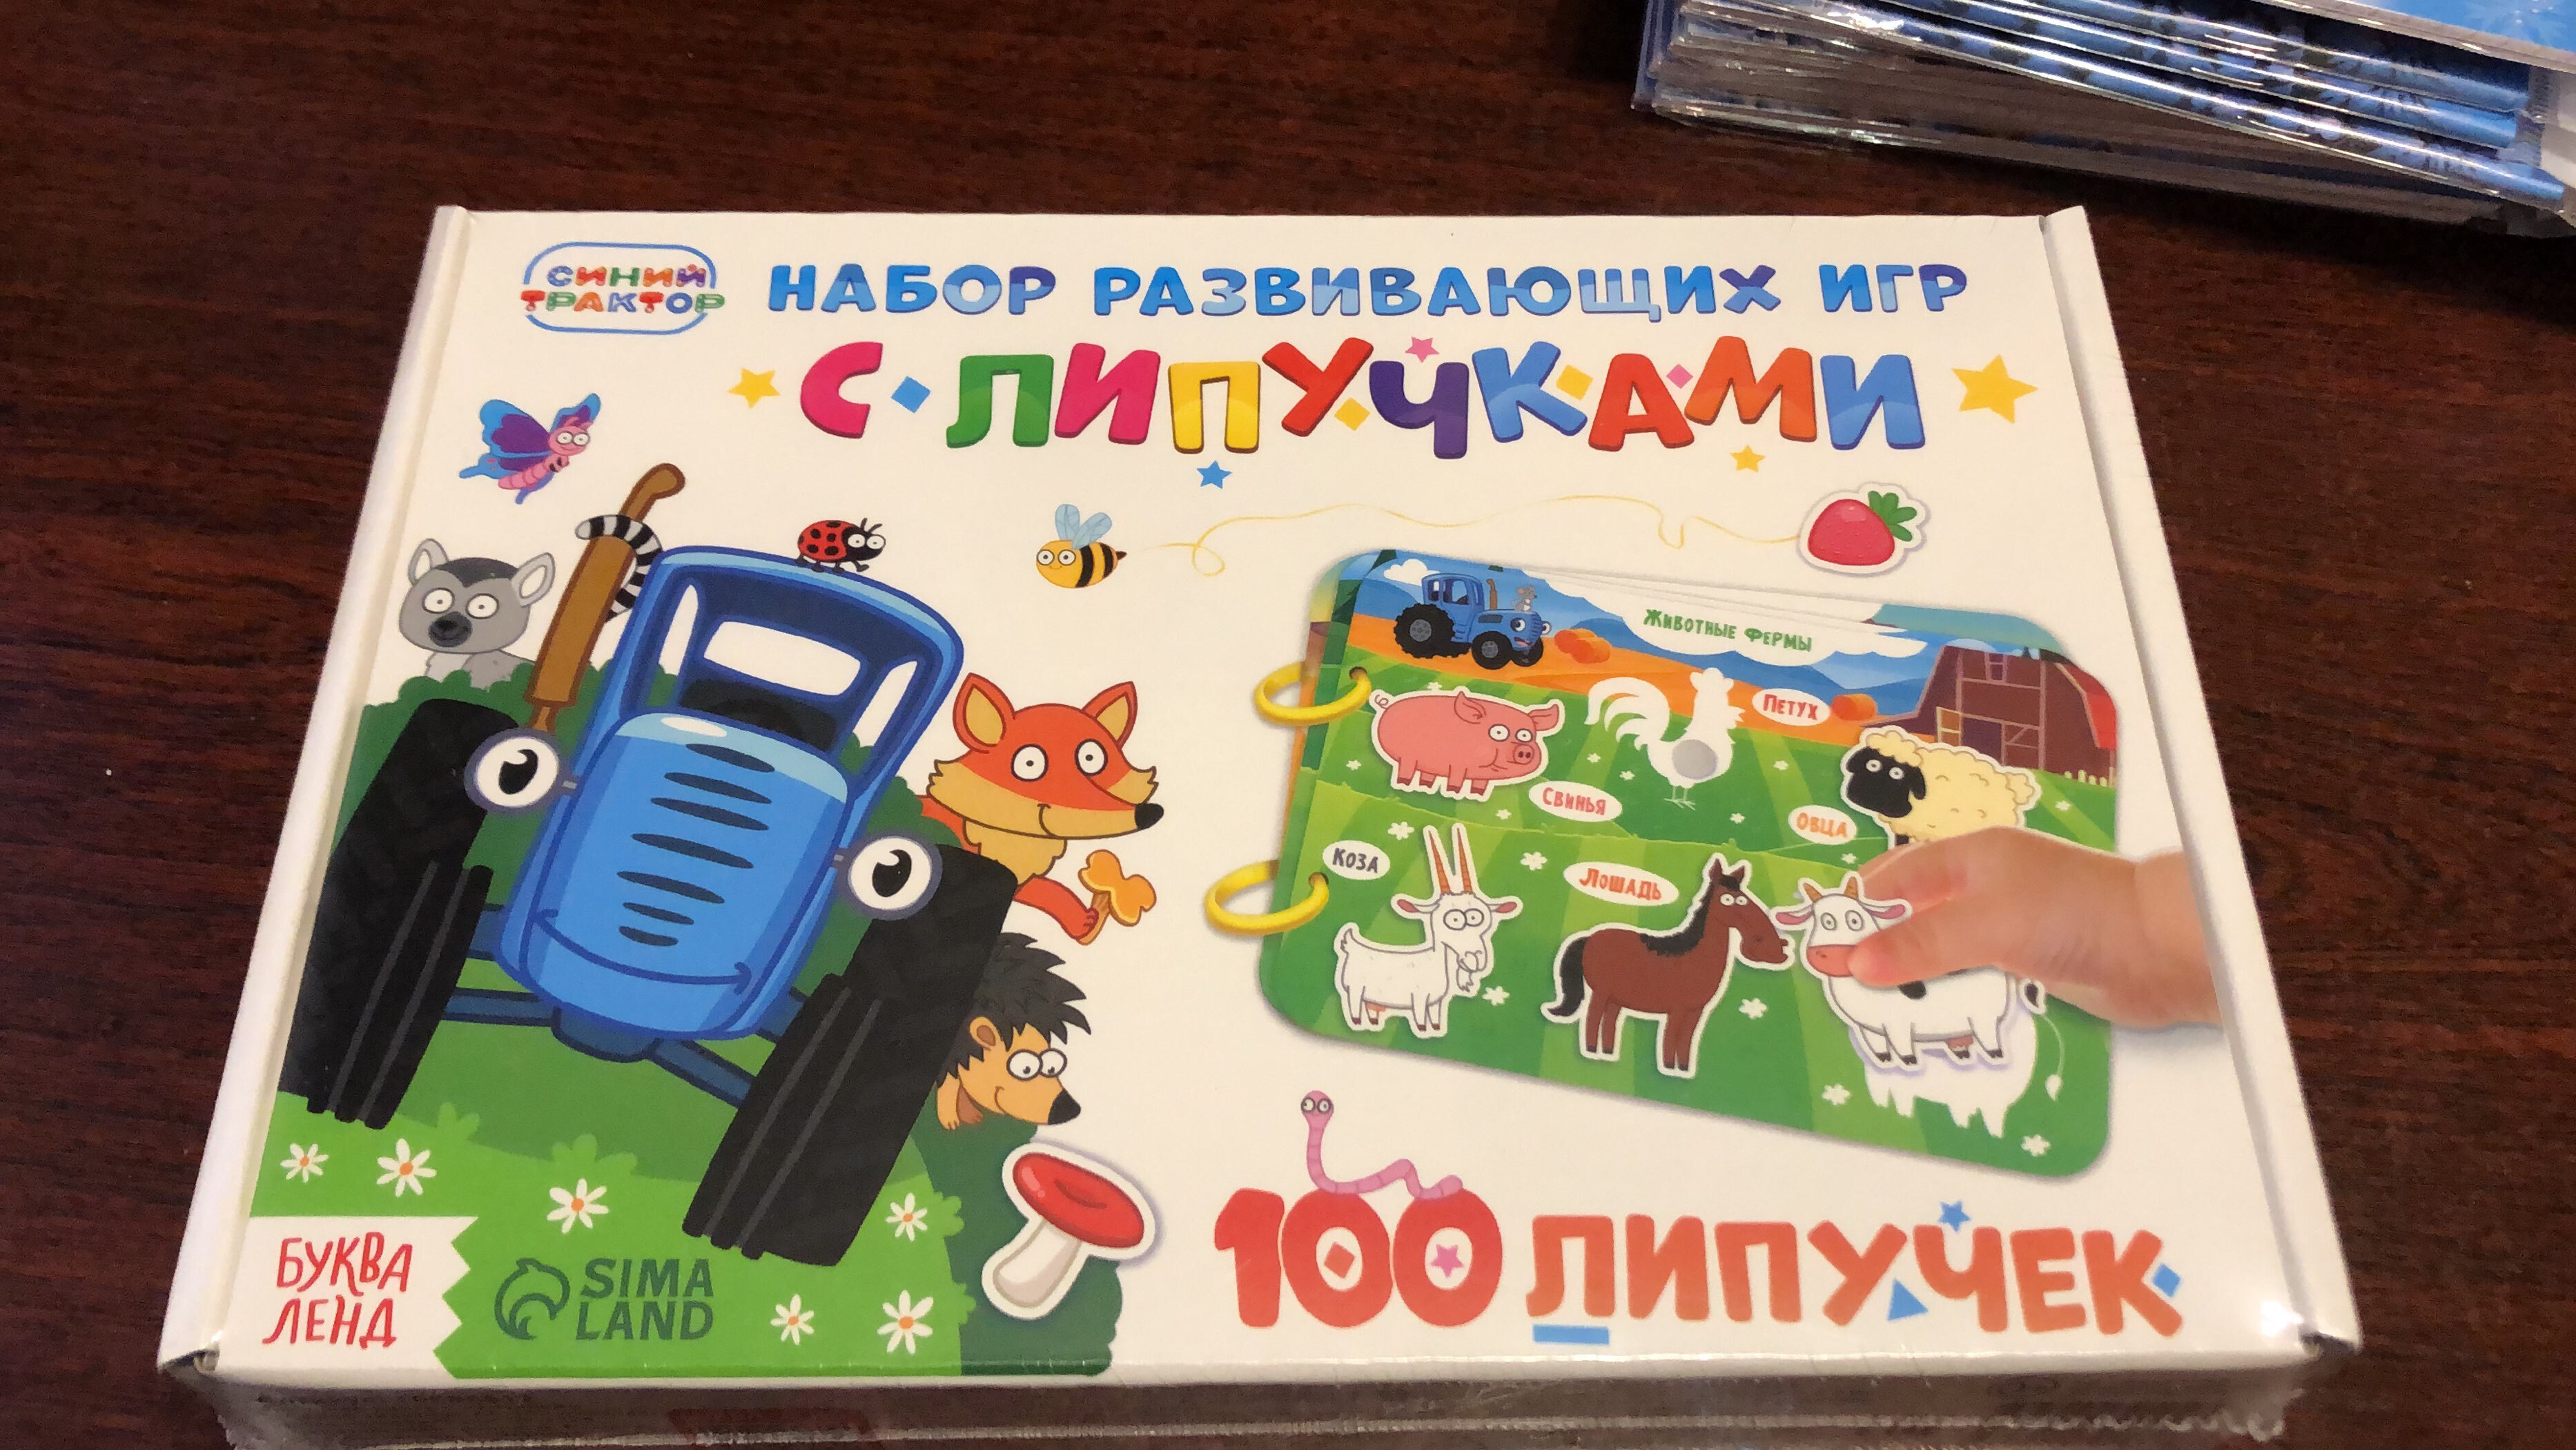 СИНИЙ
ТРАКТОР
НАБОР РАЗВИВАЮЩИХ ИГР
С ЛИПУЧКАМИ
ЖИВОТНЫЕ ФЕРМЫ
ПЕТУХ
СВИНЬЯ
ОВЦА
КОЗА
ЛОШАДЬ
100 ЛИПУЧЕК
БУКВА
ЛЕНД
SIMA
LAND